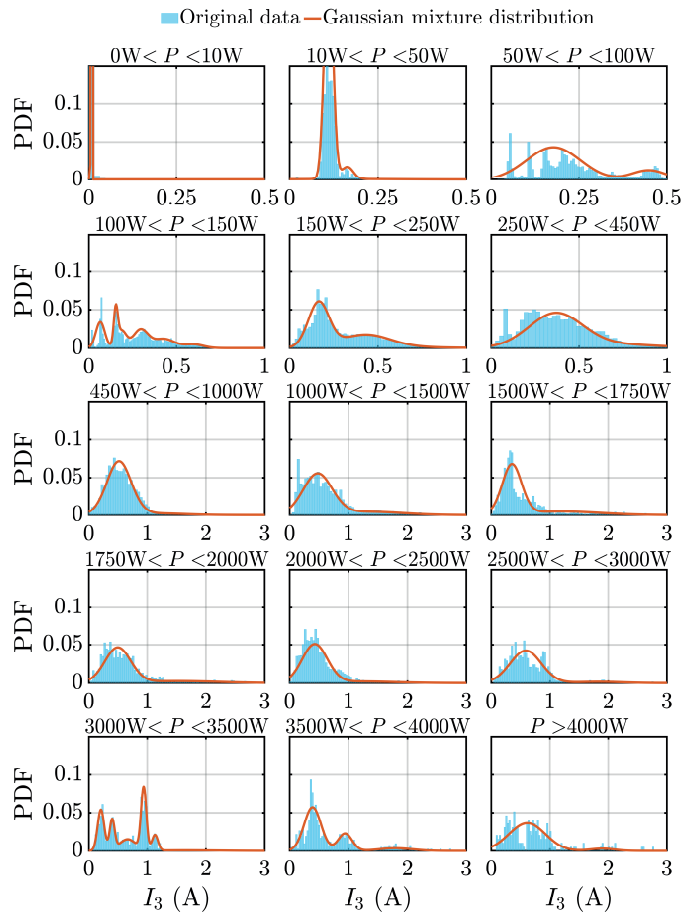 Original data Gaussian mixture distribution
0W< P <10W 10W< P <50W 50W< P <100W
PDF 0.1 0.05 0
0 0.25 0.5 0 0.25 0.5 0 0.25 0.5
100W< P <150W 150W< P <250W 250W< P <450W
PDF 0.1 0.05 0
0 0.5 1 0 0.5 1 0 0.5 1
450W< P <1000W 1000W< P <1500W 1500W< P <1750W
PDF 0.1 0.05 0
0 1 2 3 0 1 2 3 0 1 2 3
1750W< P <2000W 2000W< P <2500W 2500W< P <3000W
PDF 0.1 0.05 0
0 1 2 3 0 1 2 3 0 1 2 3
3000W< P <3500W 3500W< P <4000W P >4000W
PDF 0.1 0.05 0
0 1 2 3 0 1 2 3 0 1 2 3
I₃ (A) I₃ (A) I₃ (A)